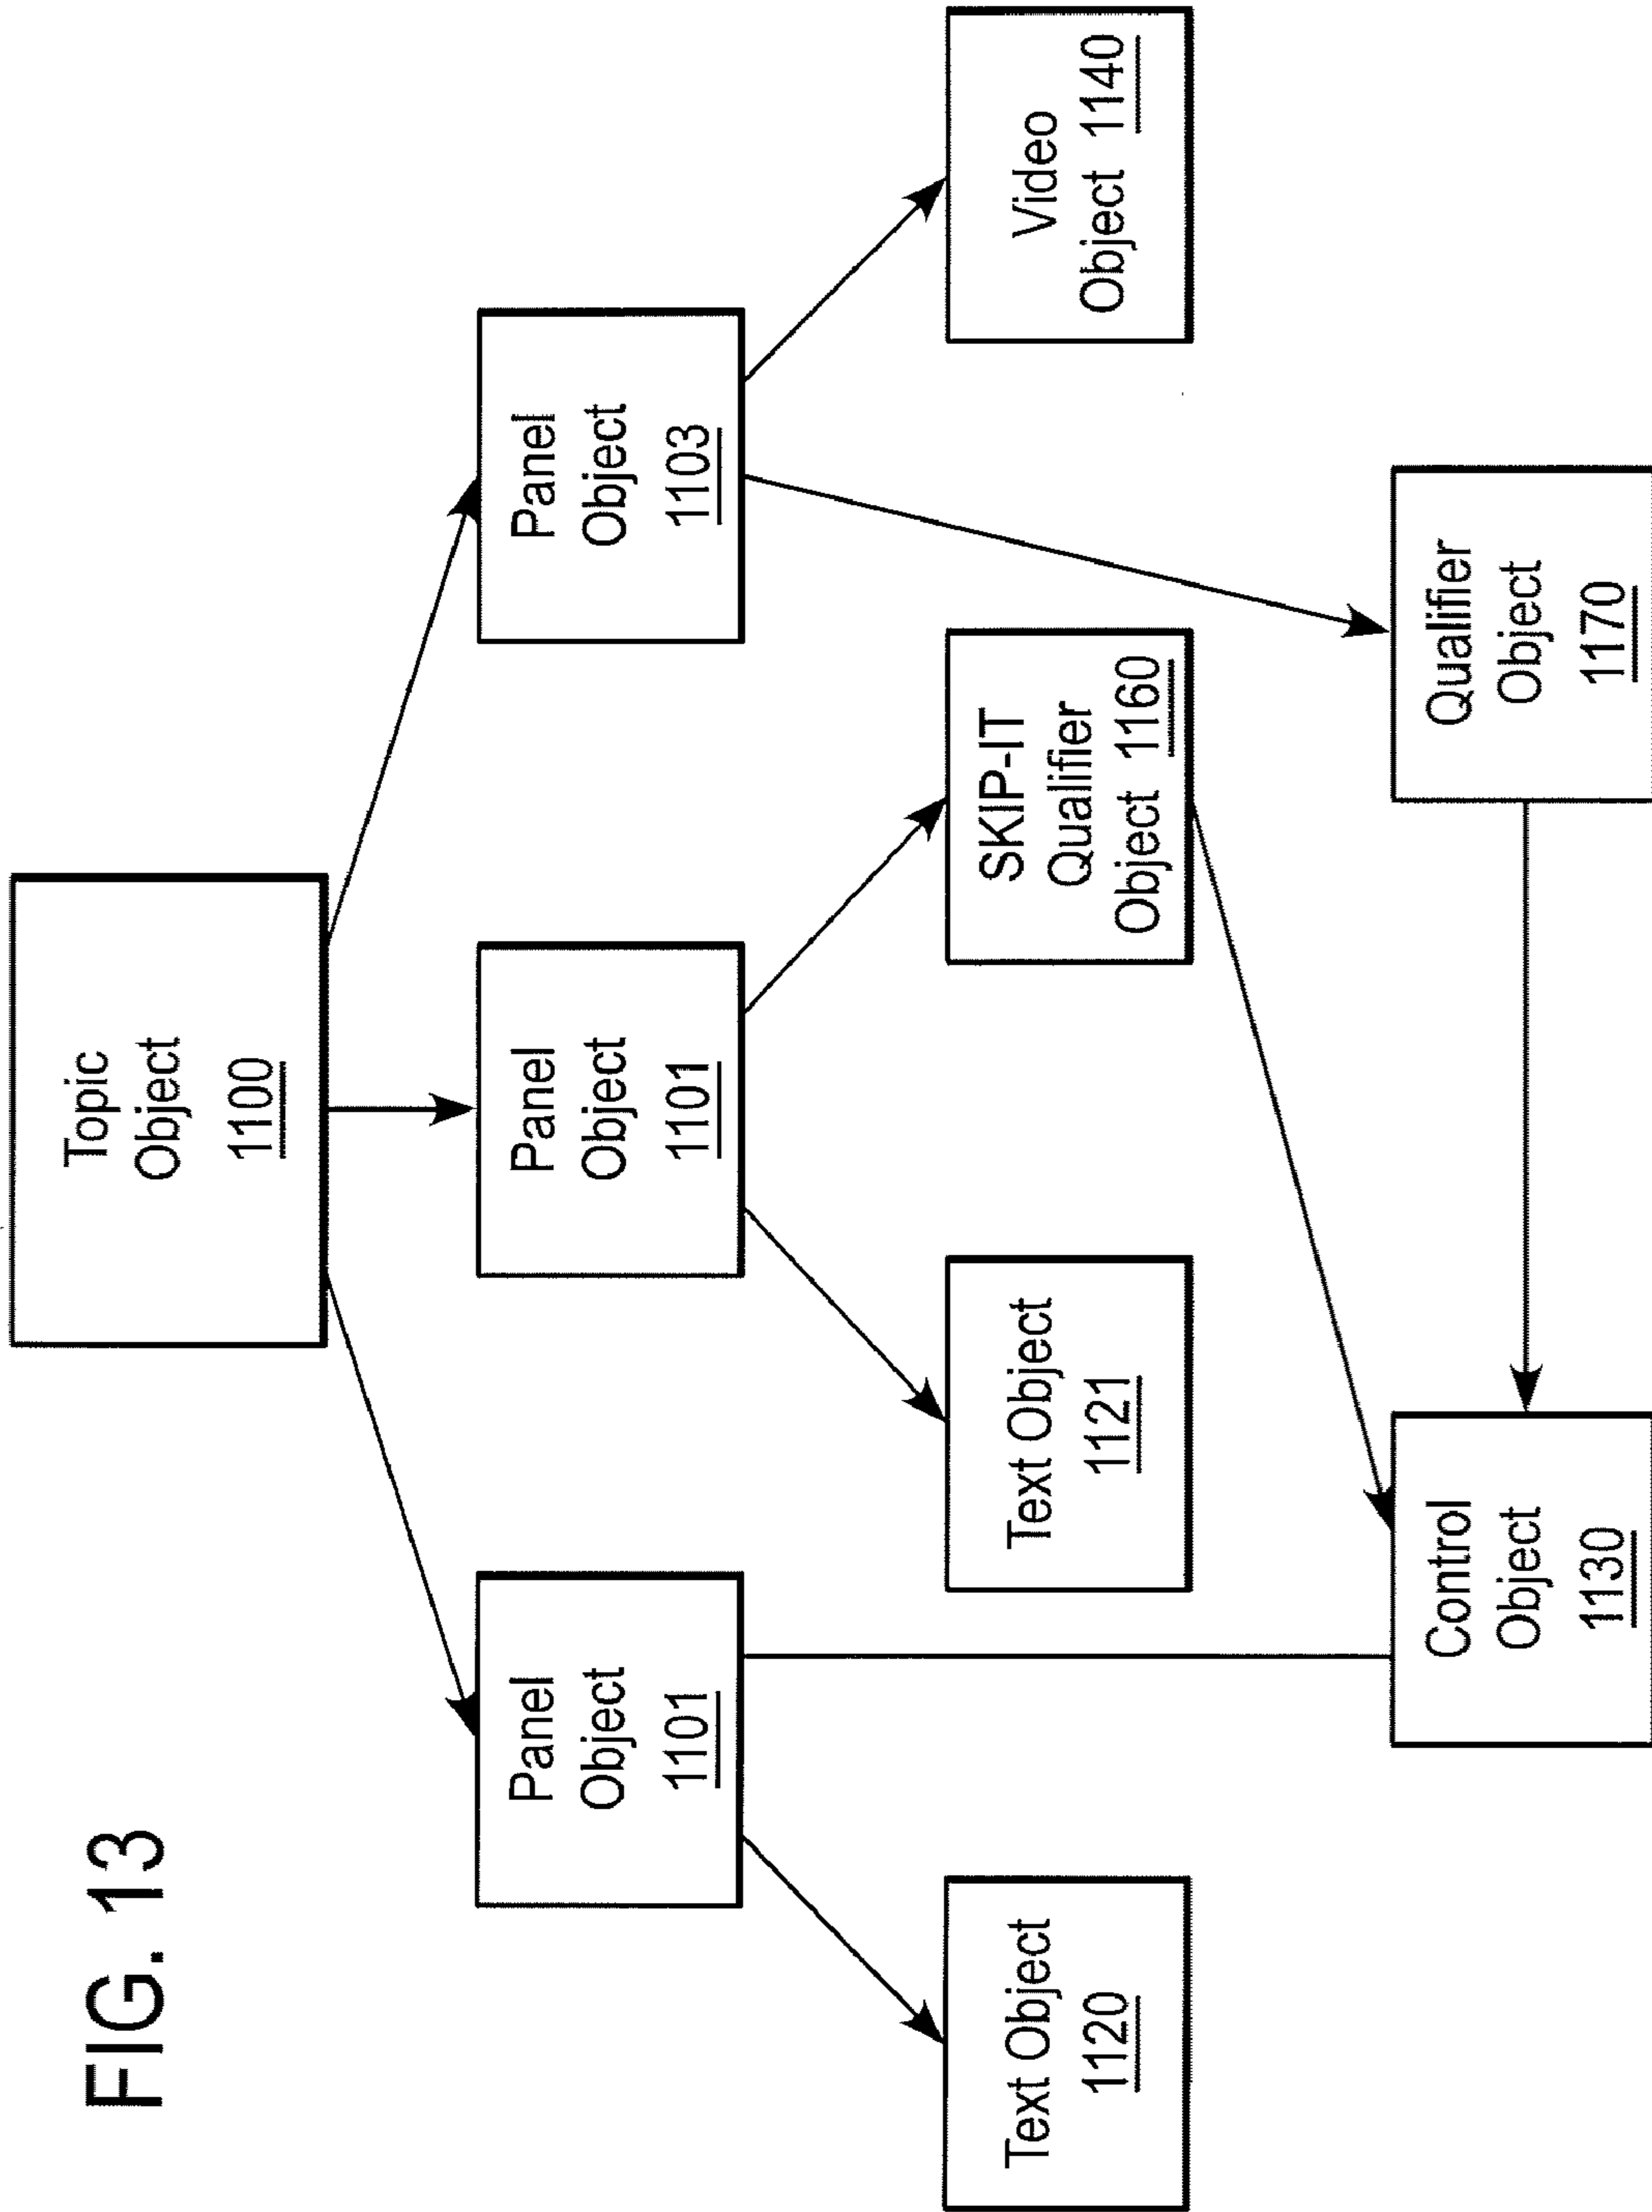 FIG. 13
Topic
Object
1100
Panel
Object
1101
Panel
Object
1101
Panel
Object
1103
Text Object
1120
Text Object
1121
SKIP-IT
Qualifier
Object 1160
Video
Object 1140
Control
Object
1130
Qualifier
Object
1170